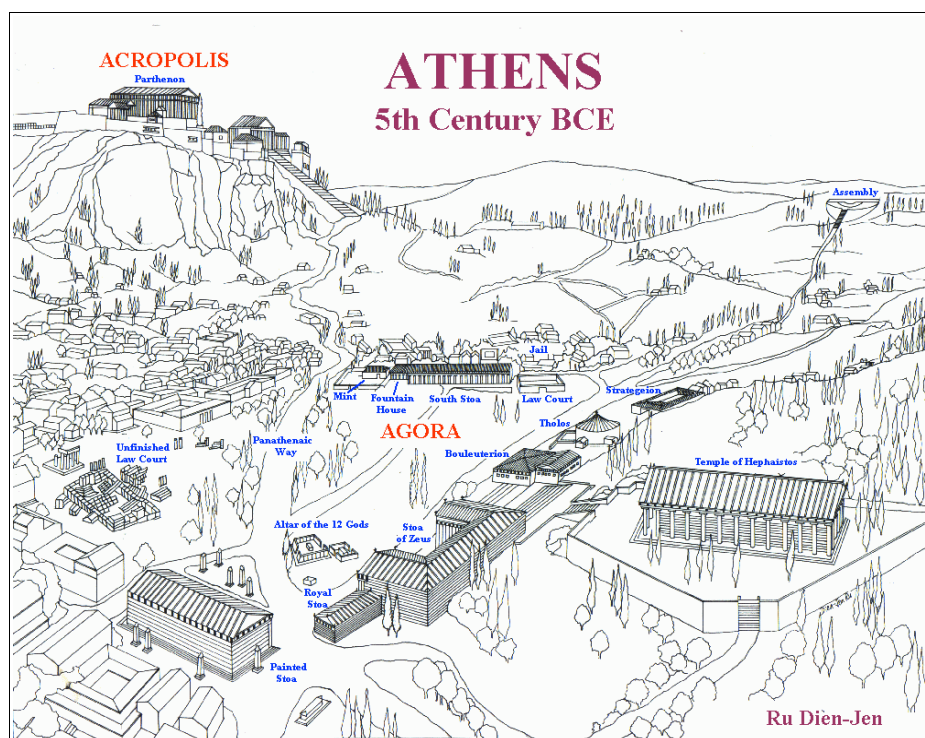 ACROPOLIS
Parthenon
ATHENS
5th Century BCE
Assembly
Jail
Mint
Fountain
House
South Stoa
Law Court
Strategeion
AGORA
Tholos
Unfinished
Law Court
Panathenaic
Way
Bouleuterion
Temple of Hephaistos
Altar of the 12 Gods
Stoa
of Zeus
Royal
Stoa
Painted
Stoa
Ru Dien-Jen